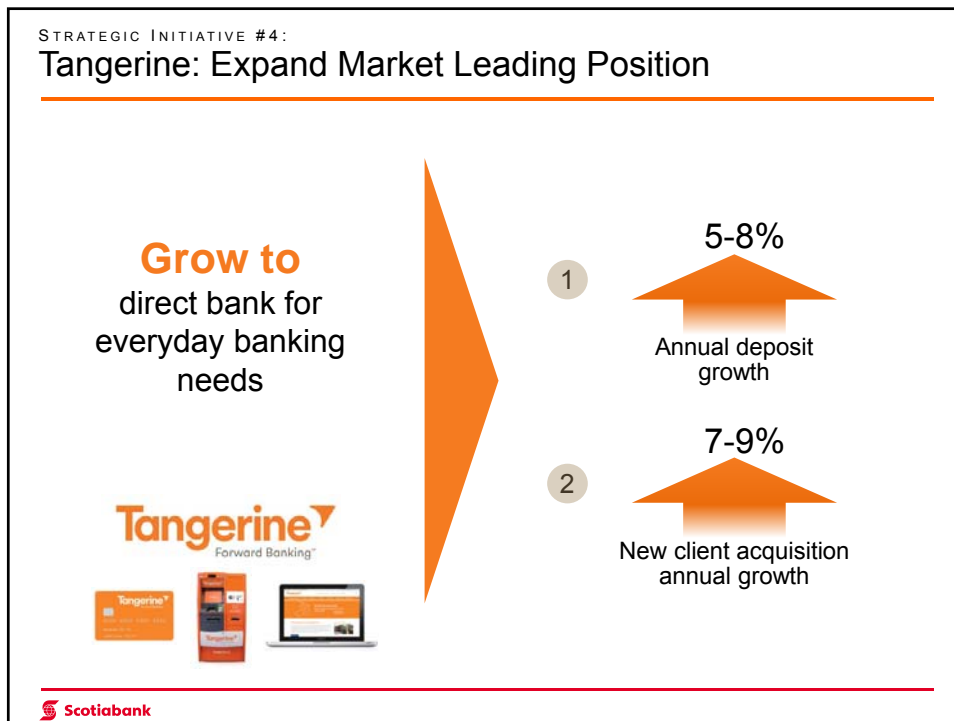 STRATEGIC INITIATIVE #4:
Tangerine: Expand Market Leading Position
Grow to
direct bank for
everyday banking
needs
Tangerine
Forward Banking
Tangerine
Tangerine
1
5-8%
Annual deposit
growth
2
7-9%
New client acquisition
annual growth
Scotiabank